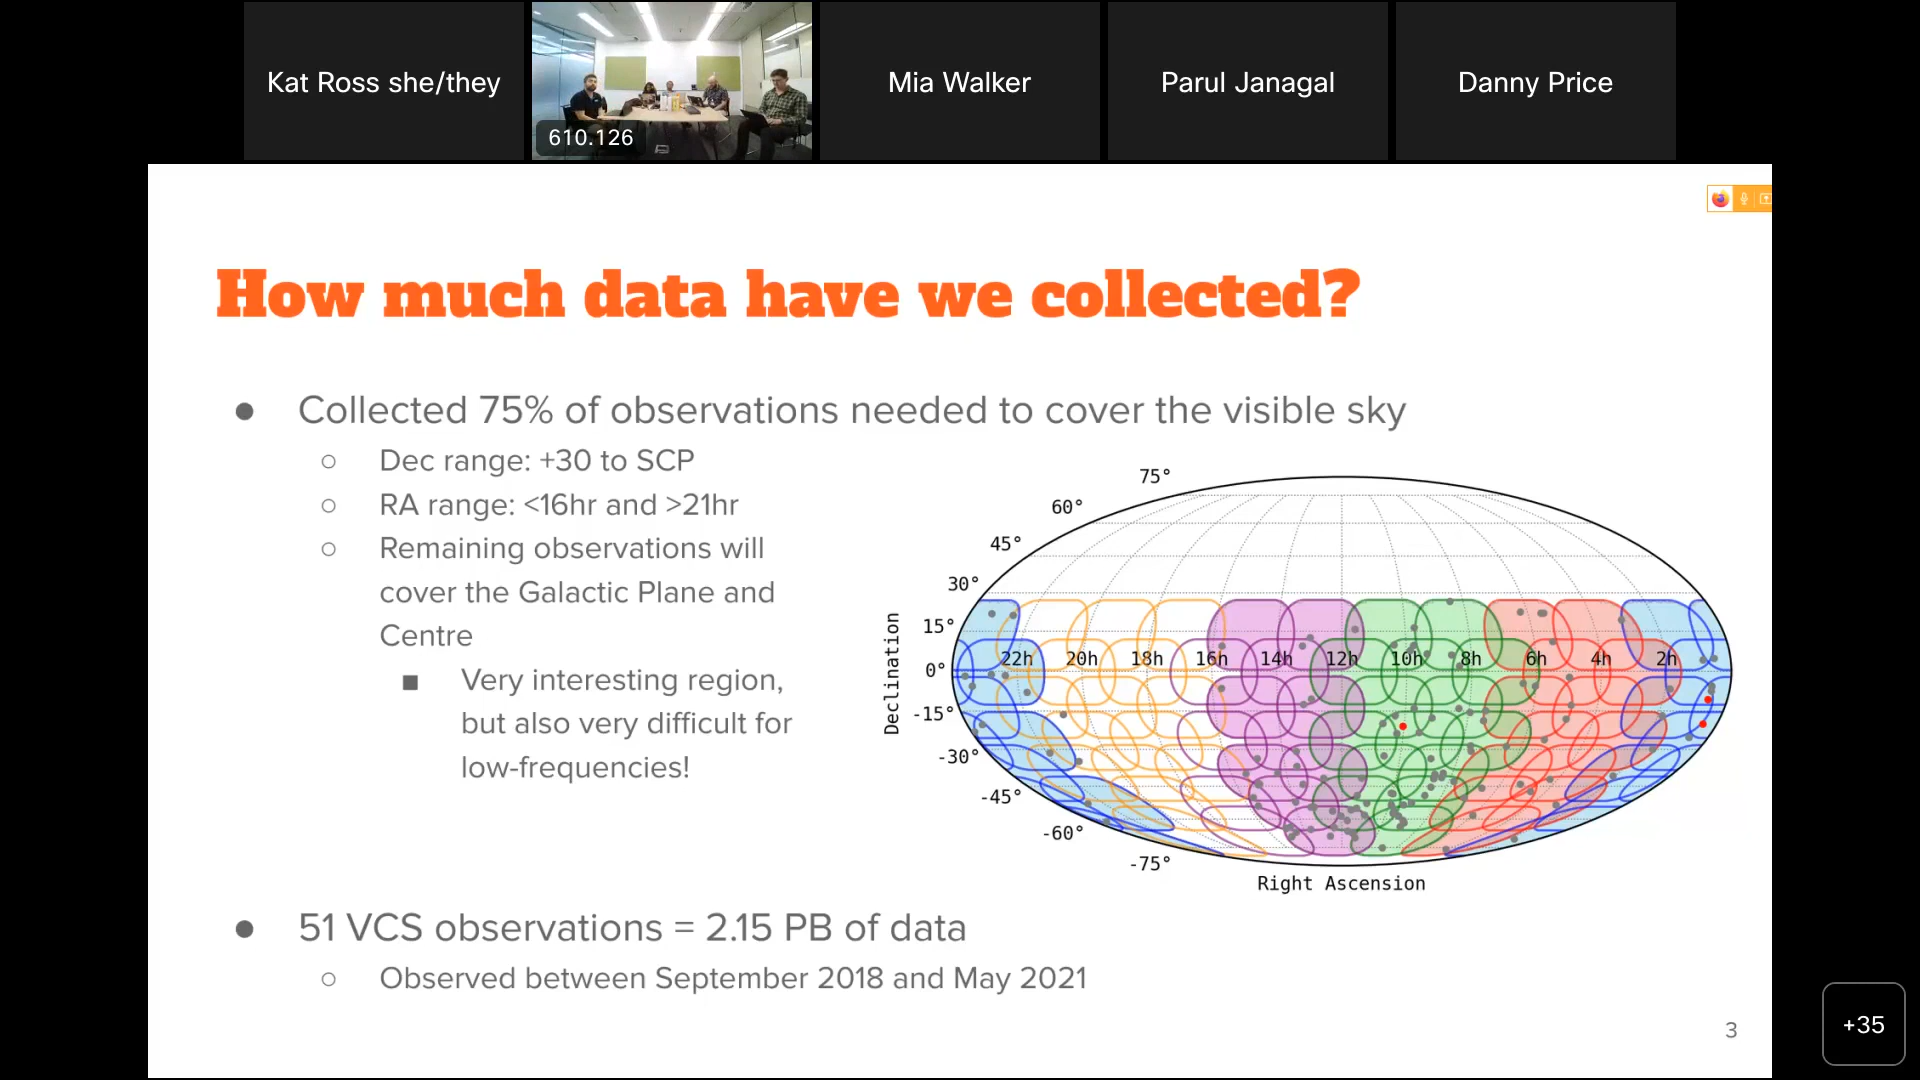 Kat Ross she/they
610.126
Mia Walker
Parul Janagal
Danny Price
How much data have we collected?
● Collected 75% of observations needed to cover the visible sky
○ Dec range: +30 to SCP
○ RA range: <16hr and >21hr
○ Remaining observations will
cover the Galactic Plane and
Centre
■ Very interesting region,
but also very difficult for
low-frequencies!
75°
60°
45°
30°
15°
0°
-15°
-30°
-45°
-60°
-75°
Declination
22h 20h 18h 16h 14h 12h 10h 8h 6h 4h 2h
Right Ascension
● 51 VCS observations = 2.15 PB of data
○ Observed between September 2018 and May 2021
3
+35